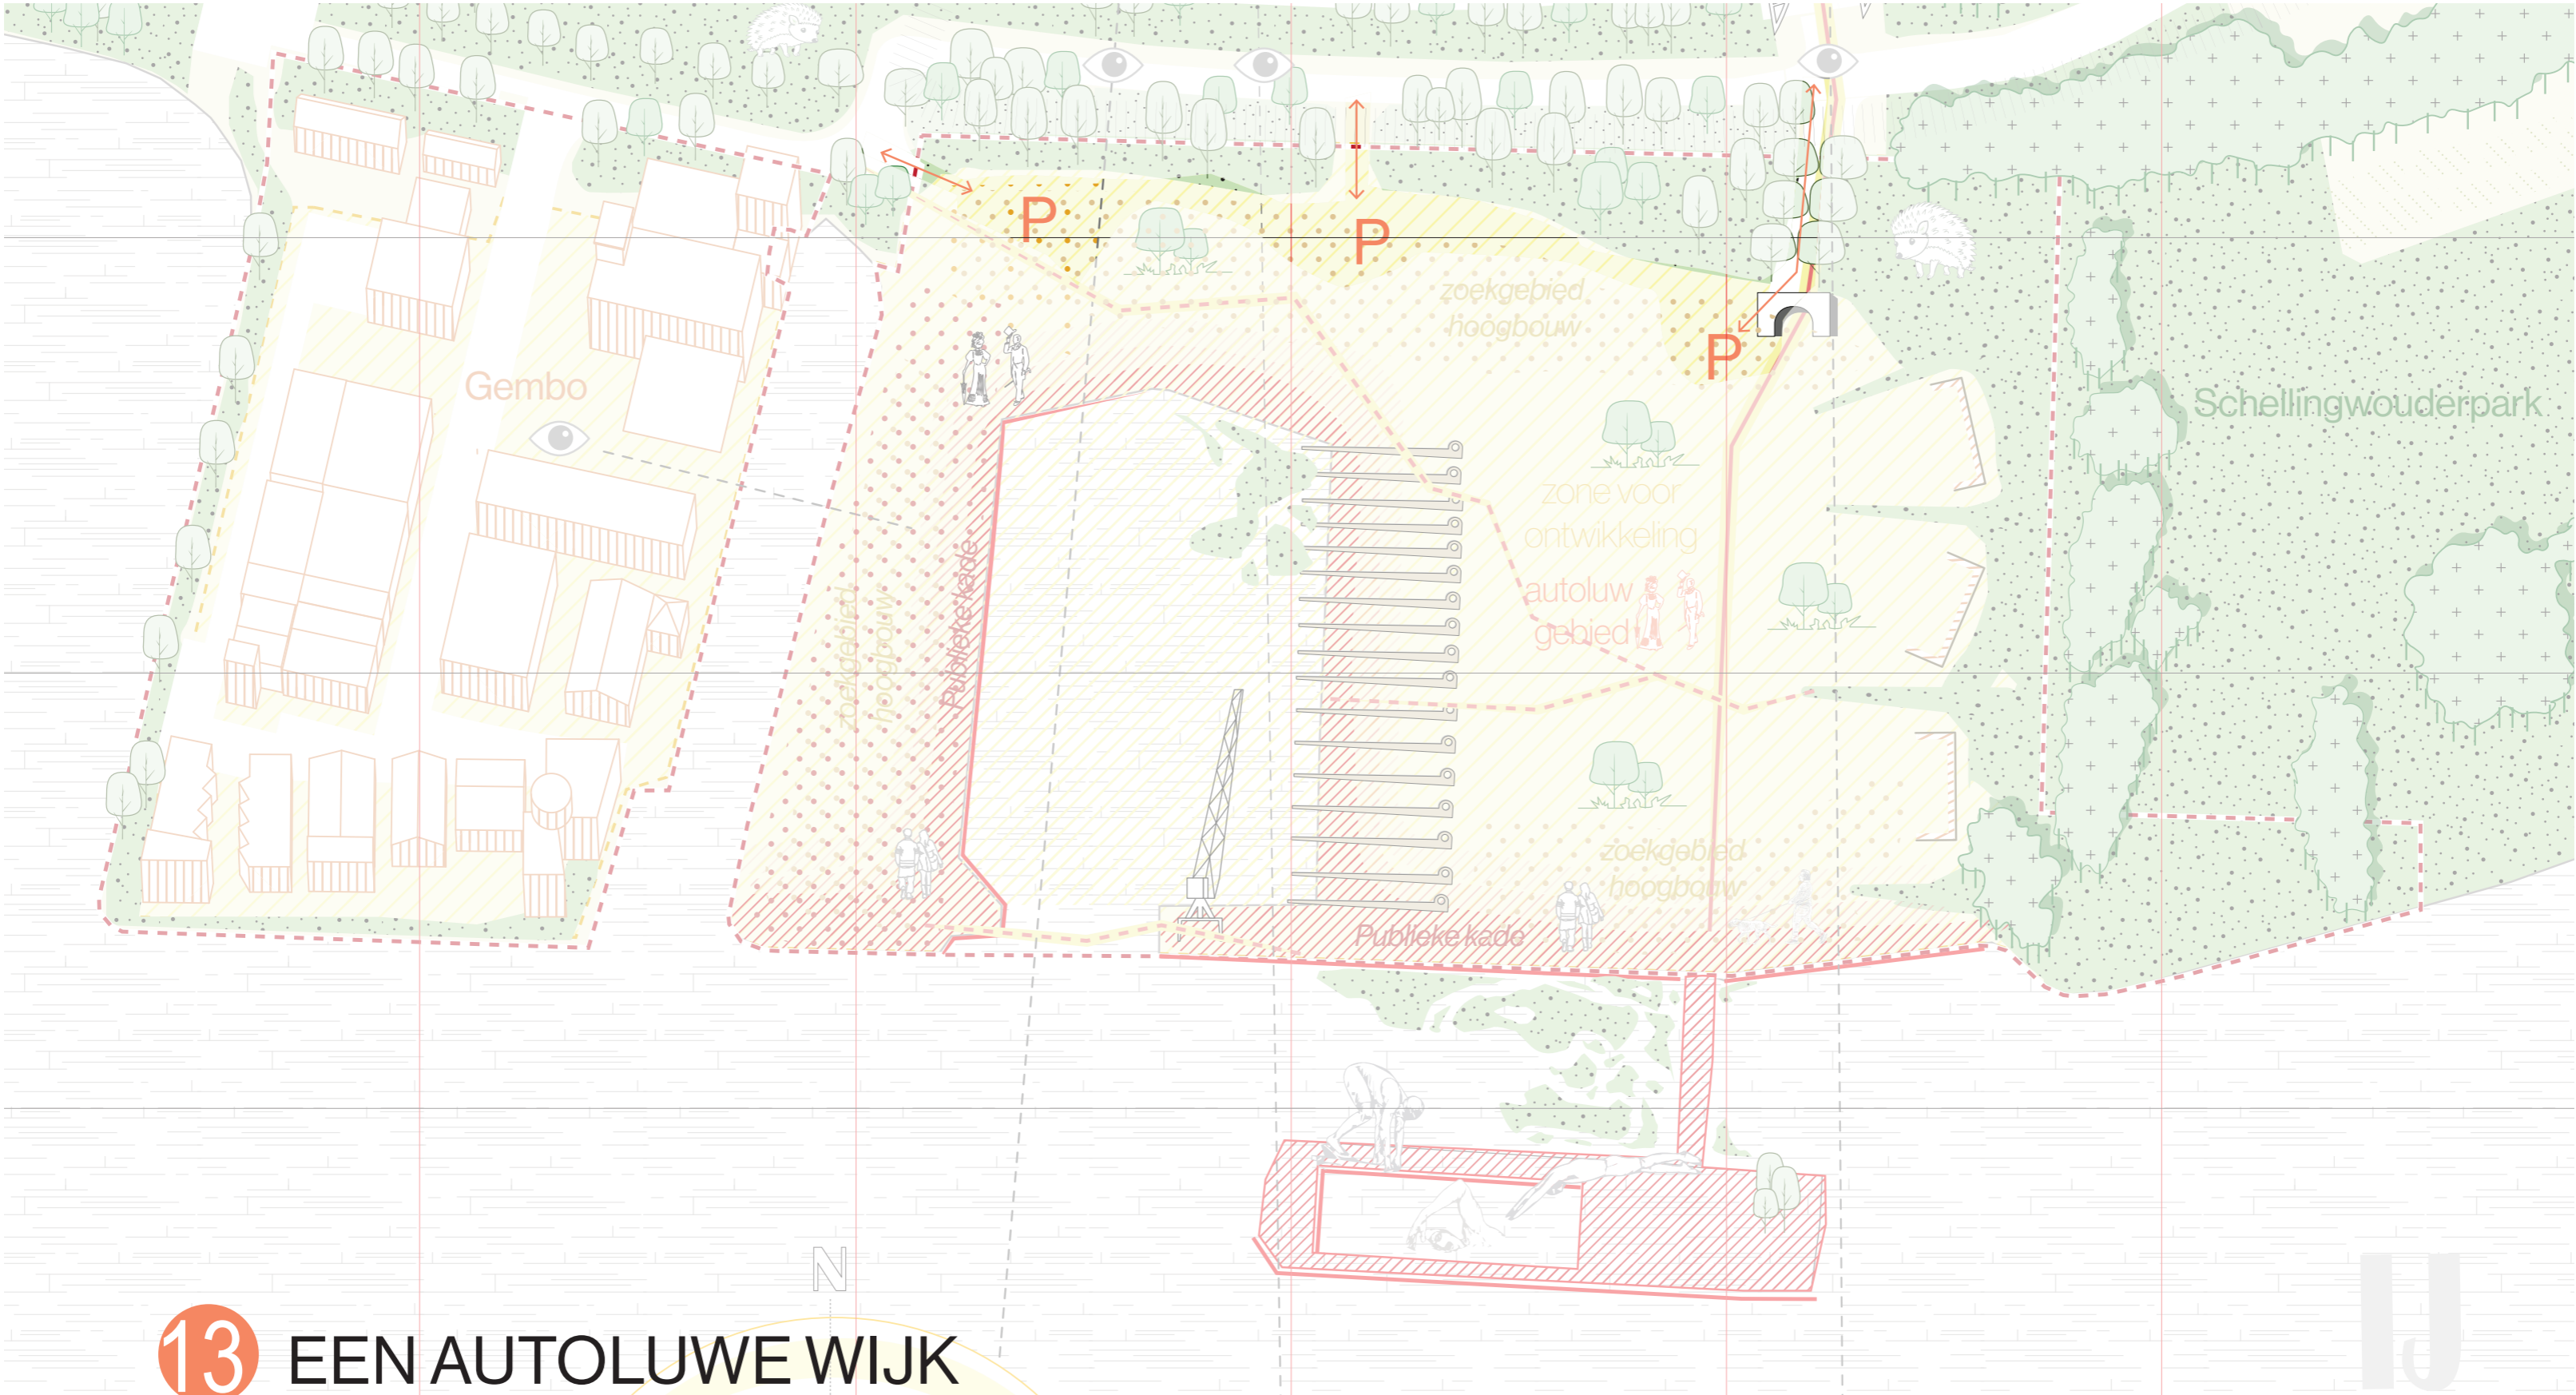 P
P
P
zoekgebied
hoogbouw
Gembo
Schellingwouderpark
zone voor
ontwikkeling
autoluw
gebied
Publieke kade
zoekgebied
hoogbouw
zoekgebied
hoogbouw
Publieke kade
N
IJ
13 EEN AUTOLUWE WIJK